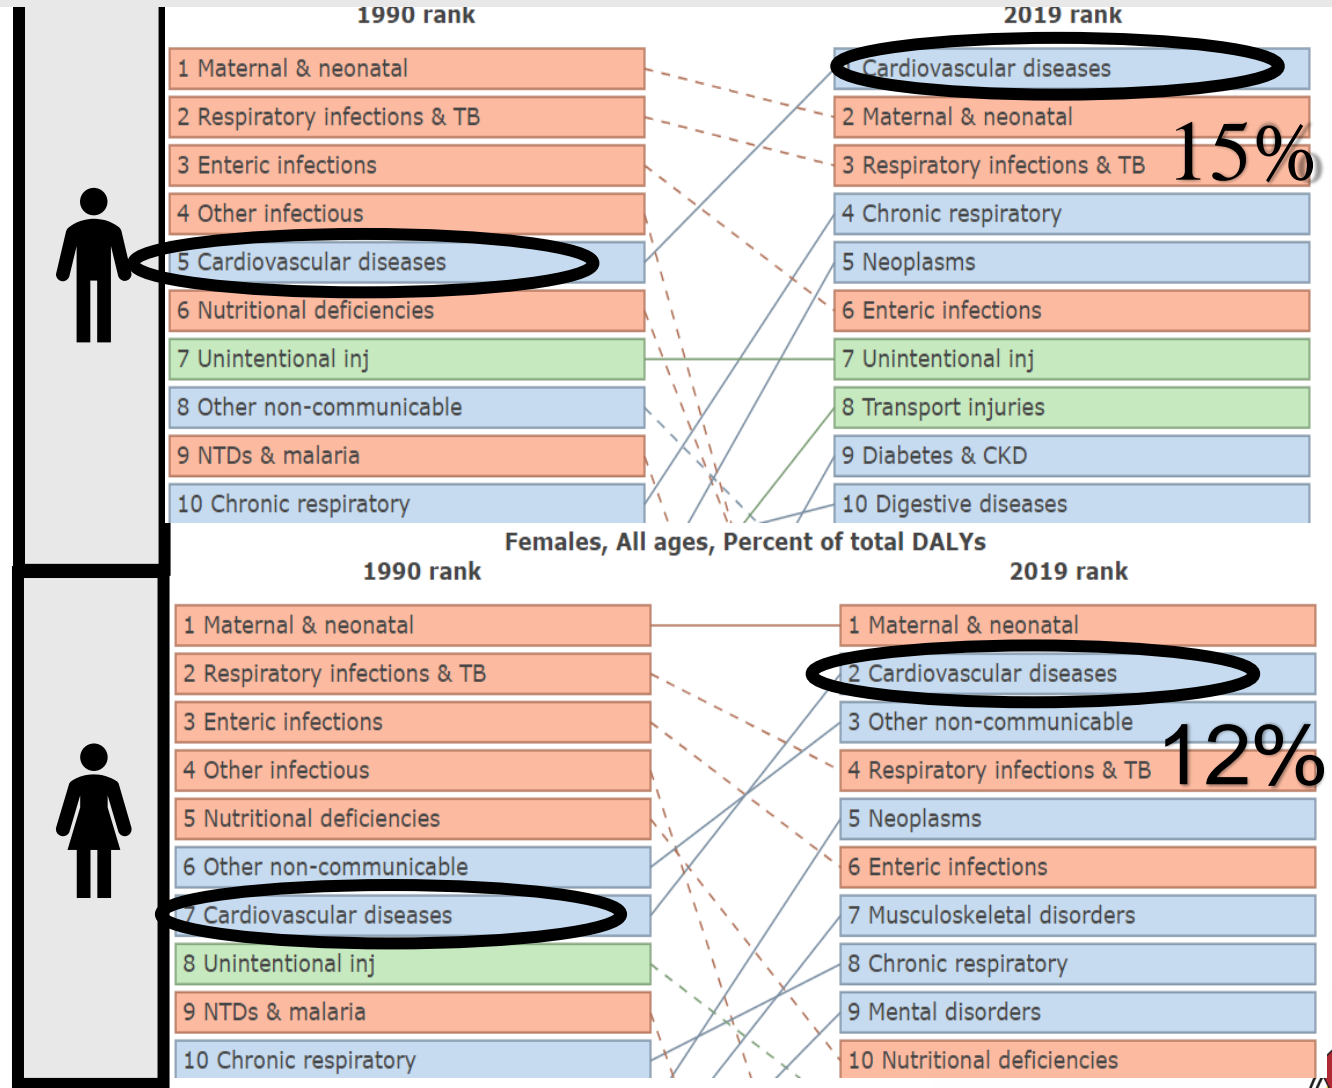 1990 rank 2019 rank
1 Maternal & neonatal 1 Cardiovascular diseases
2 Respiratory infections & TB 2 Maternal & neonatal
3 Enteric infections 3 Respiratory infections & TB 15%
4 Other infectious 4 Chronic respiratory
5 Cardiovascular diseases 5 Neoplasms
6 Nutritional deficiencies 6 Enteric infections
7 Unintentional inj 7 Unintentional inj
8 Other non-communicable 8 Transport injuries
9 NTDs & malaria 9 Diabetes & CKD
10 Chronic respiratory 10 Digestive diseases
Females, All ages, Percent of total DALYs
1990 rank 2019 rank
1 Maternal & neonatal 1 Maternal & neonatal
2 Respiratory infections & TB 2 Cardiovascular diseases
3 Enteric infections 3 Other non-communicable
4 Other infectious 4 Respiratory infections & TB 12%
5 Nutritional deficiencies 5 Neoplasms
6 Other non-communicable 6 Enteric infections
7 Cardiovascular diseases 7 Musculoskeletal disorders
8 Unintentional inj 8 Chronic respiratory
9 NTDs & malaria 9 Mental disorders
10 Chronic respiratory 10 Nutritional deficiencies